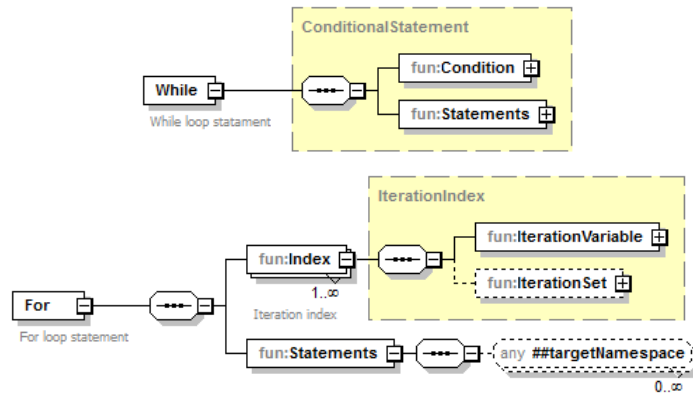 ConditionalStatement
fun:Condition
While
While loop statament
fun:Statements
IterationIndex
fun:IterationVariable
fun:Index
1..∞
fun:IterationSet
Iteration index
For
For loop statement
fun:Statements
any ##targetNamespace
0..∞